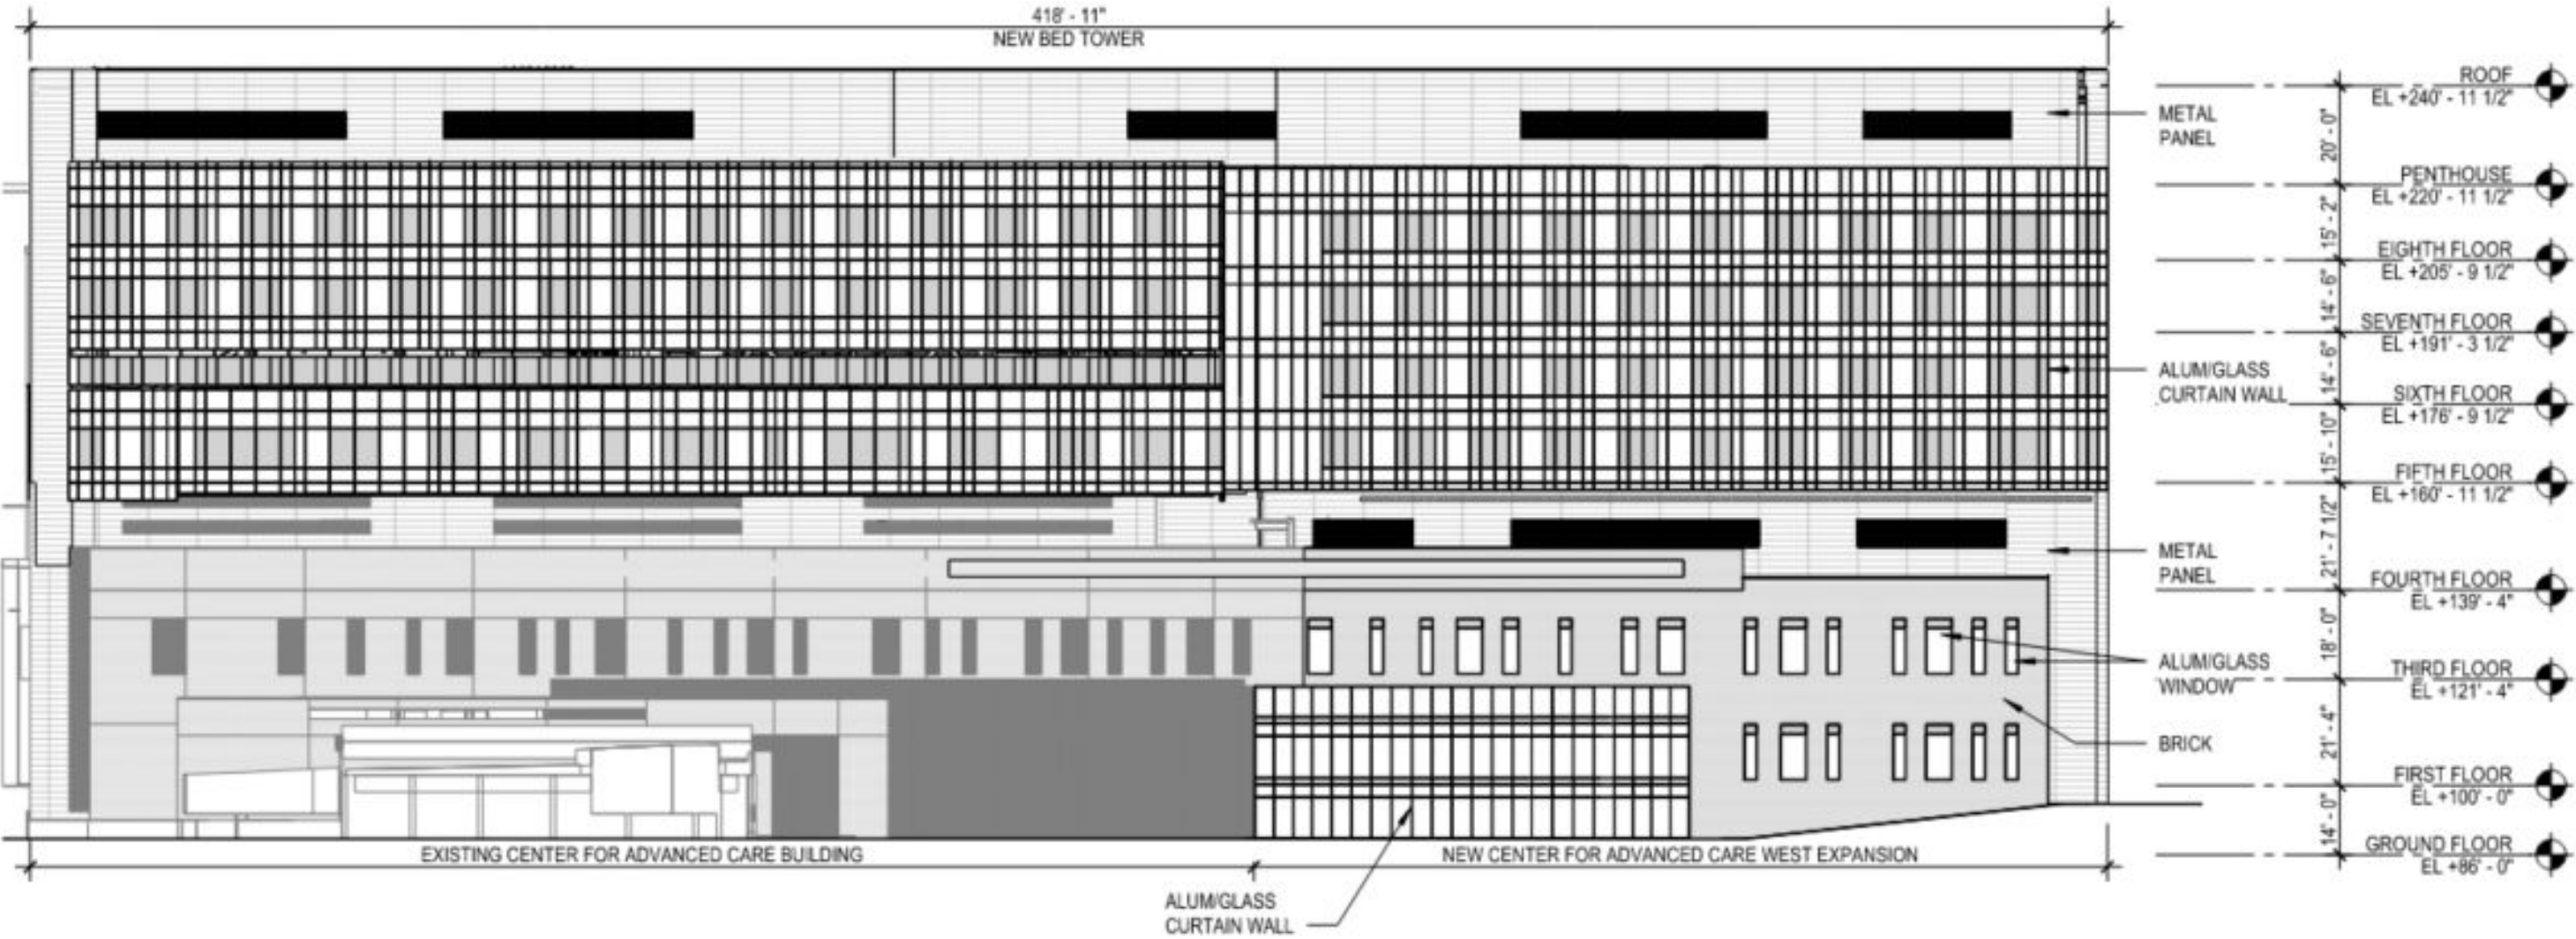 418' - 11"
NEW BED TOWER
ROOF
EL +240' - 11 1/2"
20' - 0"
METAL
PANEL
PENTHOUSE
EL +220' - 11 1/2"
15' - 2"
EIGHTH FLOOR
EL +205' - 9 1/2"
14' - 6"
SEVENTH FLOOR
EL +191' - 3 1/2"
14' - 6"
ALUM/GLASS
CURTAIN WALL
SIXTH FLOOR
EL +176' - 9 1/2"
15' - 10"
FIFTH FLOOR
EL +160' - 11 1/2"
21' - 7 1/2"
METAL
PANEL
FOURTH FLOOR
EL +139' - 4"
18' - 0"
ALUM/GLASS
WINDOW
THIRD FLOOR
EL +121' - 4"
21' - 4"
BRICK
FIRST FLOOR
EL +100' - 0"
14' - 0"
GROUND FLOOR
EL +86' - 0"
EXISTING CENTER FOR ADVANCED CARE BUILDING
NEW CENTER FOR ADVANCED CARE WEST EXPANSION
ALUM/GLASS
CURTAIN WALL